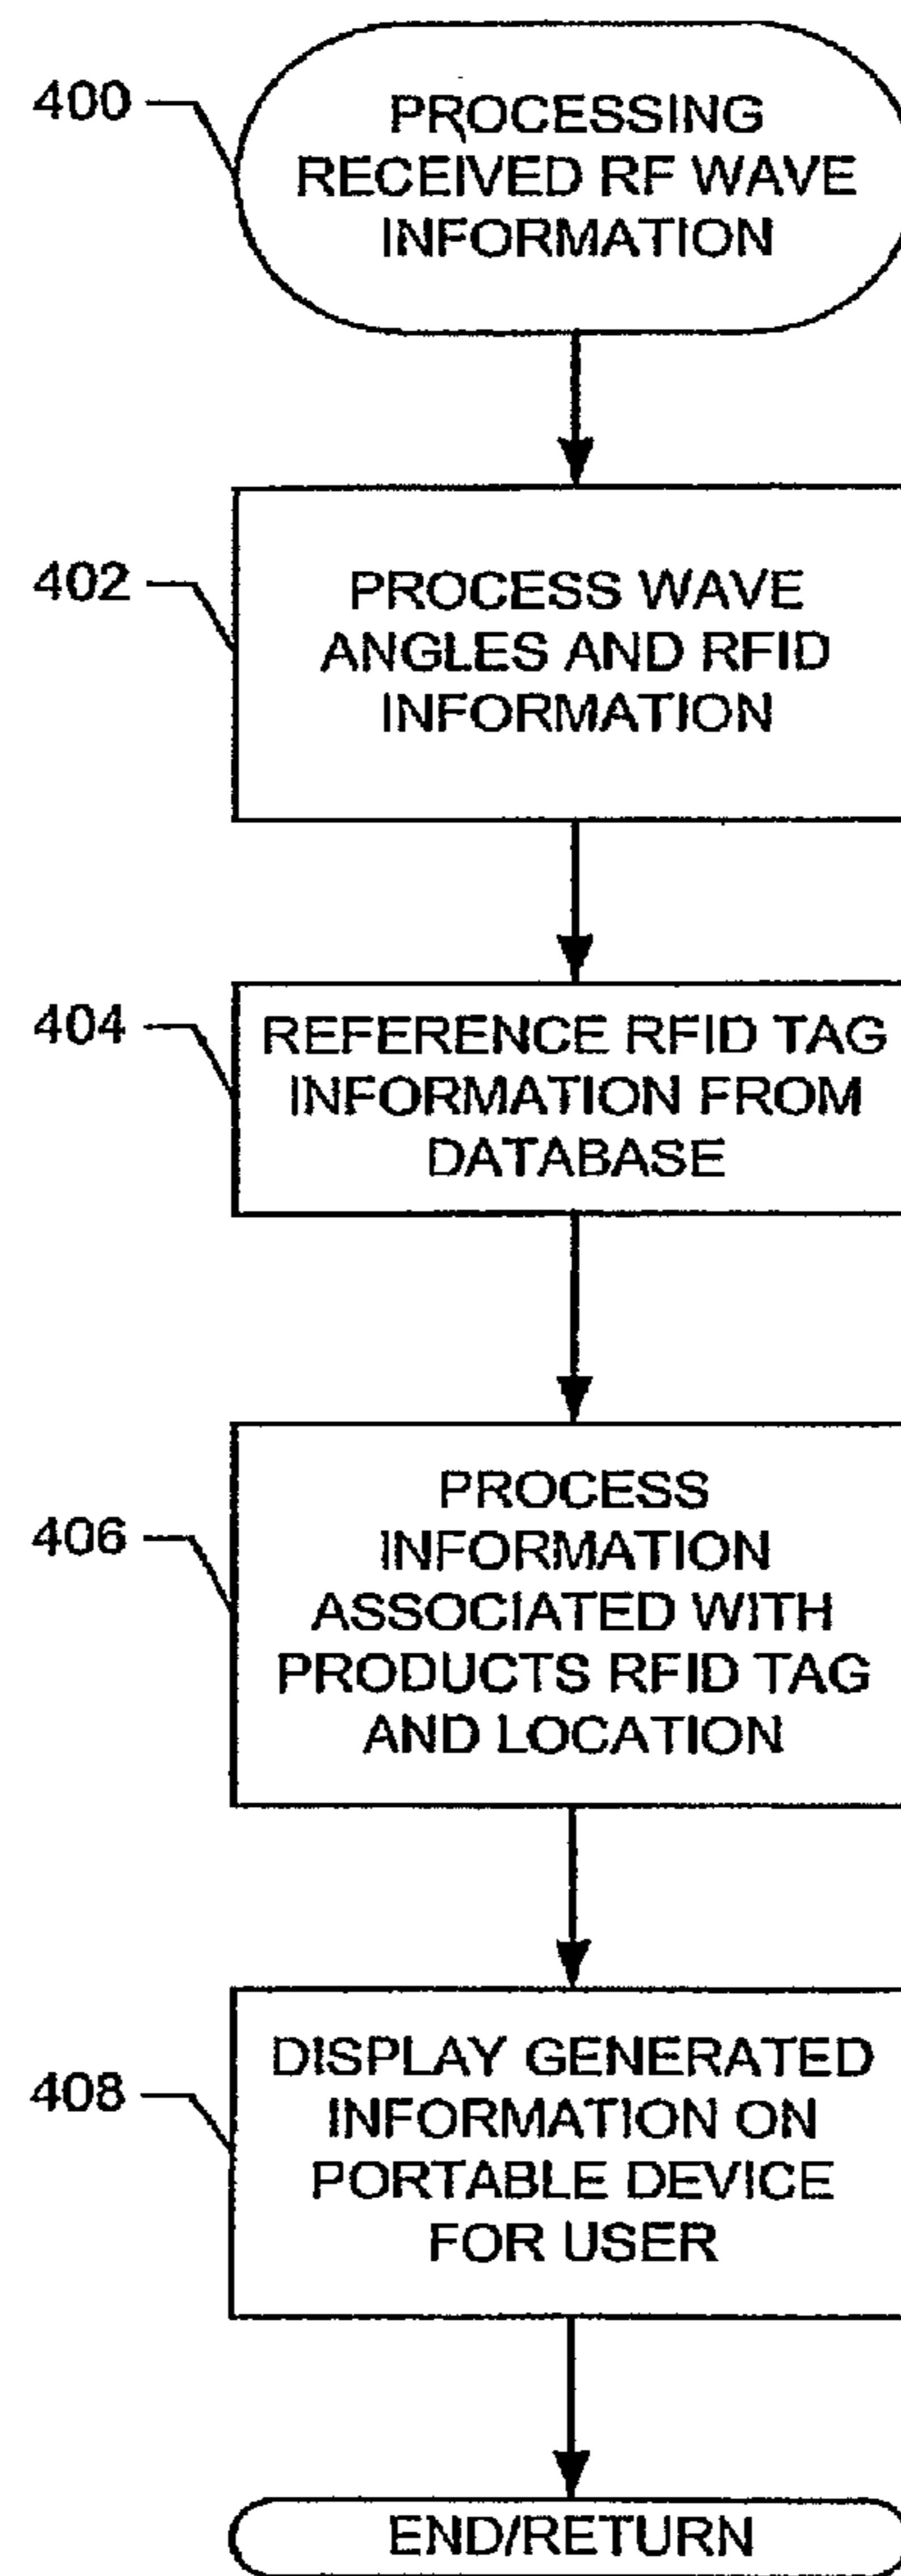 400
PROCESSING
RECEIVED RF WAVE
INFORMATION
402
PROCESS WAVE
ANGLES AND RFID
INFORMATION
404
REFERENCE RFID TAG
INFORMATION FROM
DATABASE
406
PROCESS
INFORMATION
ASSOCIATED WITH
PRODUCTS RFID TAG
AND LOCATION
408
DISPLAY GENERATED
INFORMATION ON
PORTABLE DEVICE
FOR USER
END/RETURN